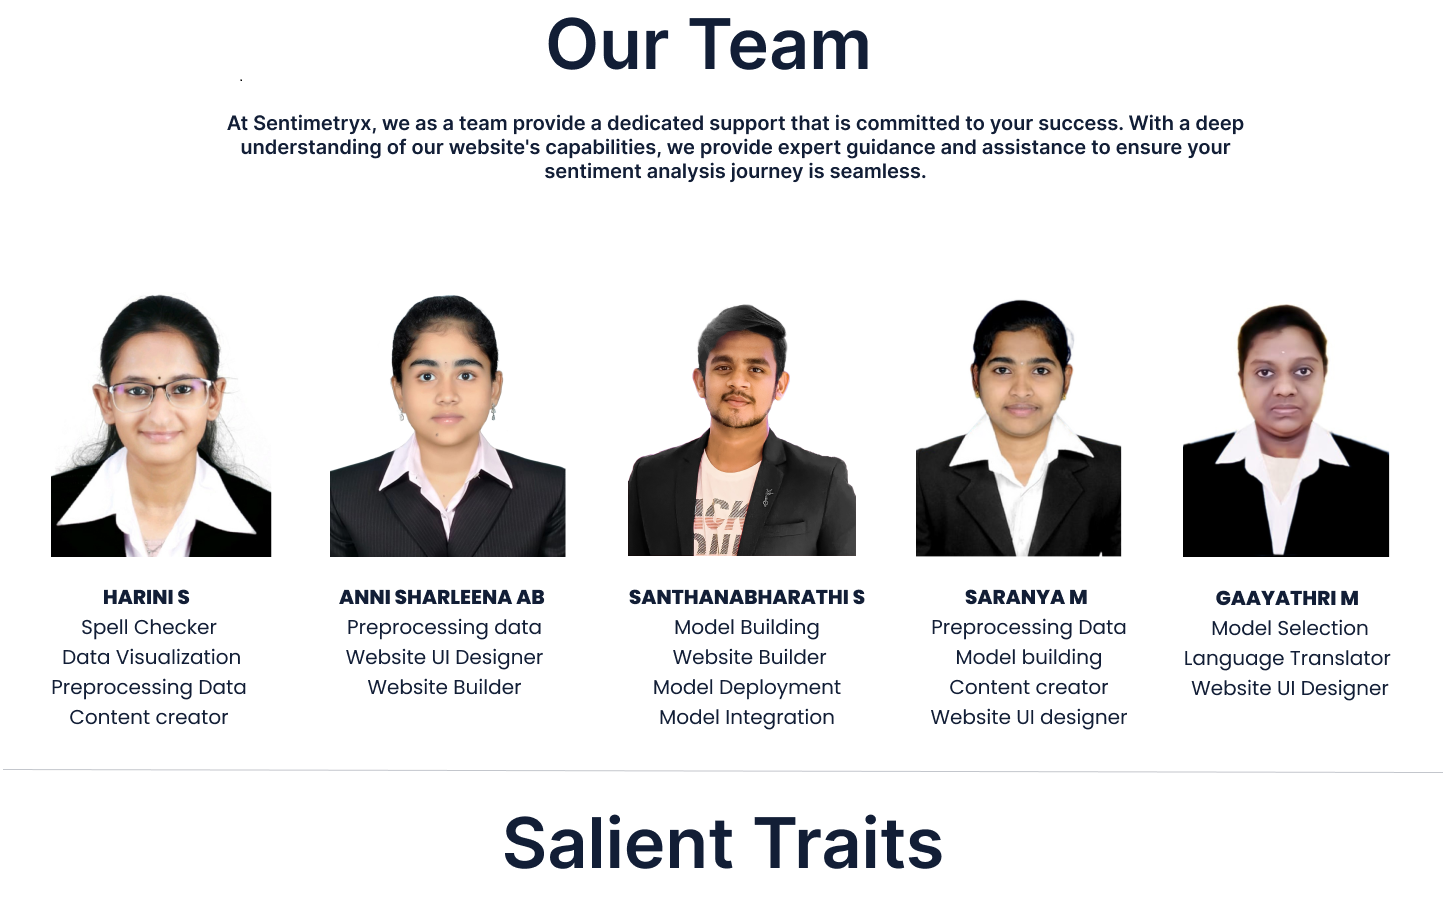 Our Team
At Sentimetryx, we as a team provide a dedicated support that is committed to your success. With a deep
understanding of our website's capabilities, we provide expert guidance and assistance to ensure your
sentiment analysis journey is seamless.
HARINI S
Spell Checker
Data Visualization
Preprocessing Data
Content creator
ANNI SHARLEENA AB
Preprocessing data
Website UI Designer
Website Builder
SANTHANABHARATHI S
Model Building
Website Builder
Model Deployment
Model Integration
SARANYA M
Preprocessing Data
Model building
Content creator
Website UI designer
GAAYATHRI M
Model Selection
Language Translator
Website UI Designer
Salient Traits